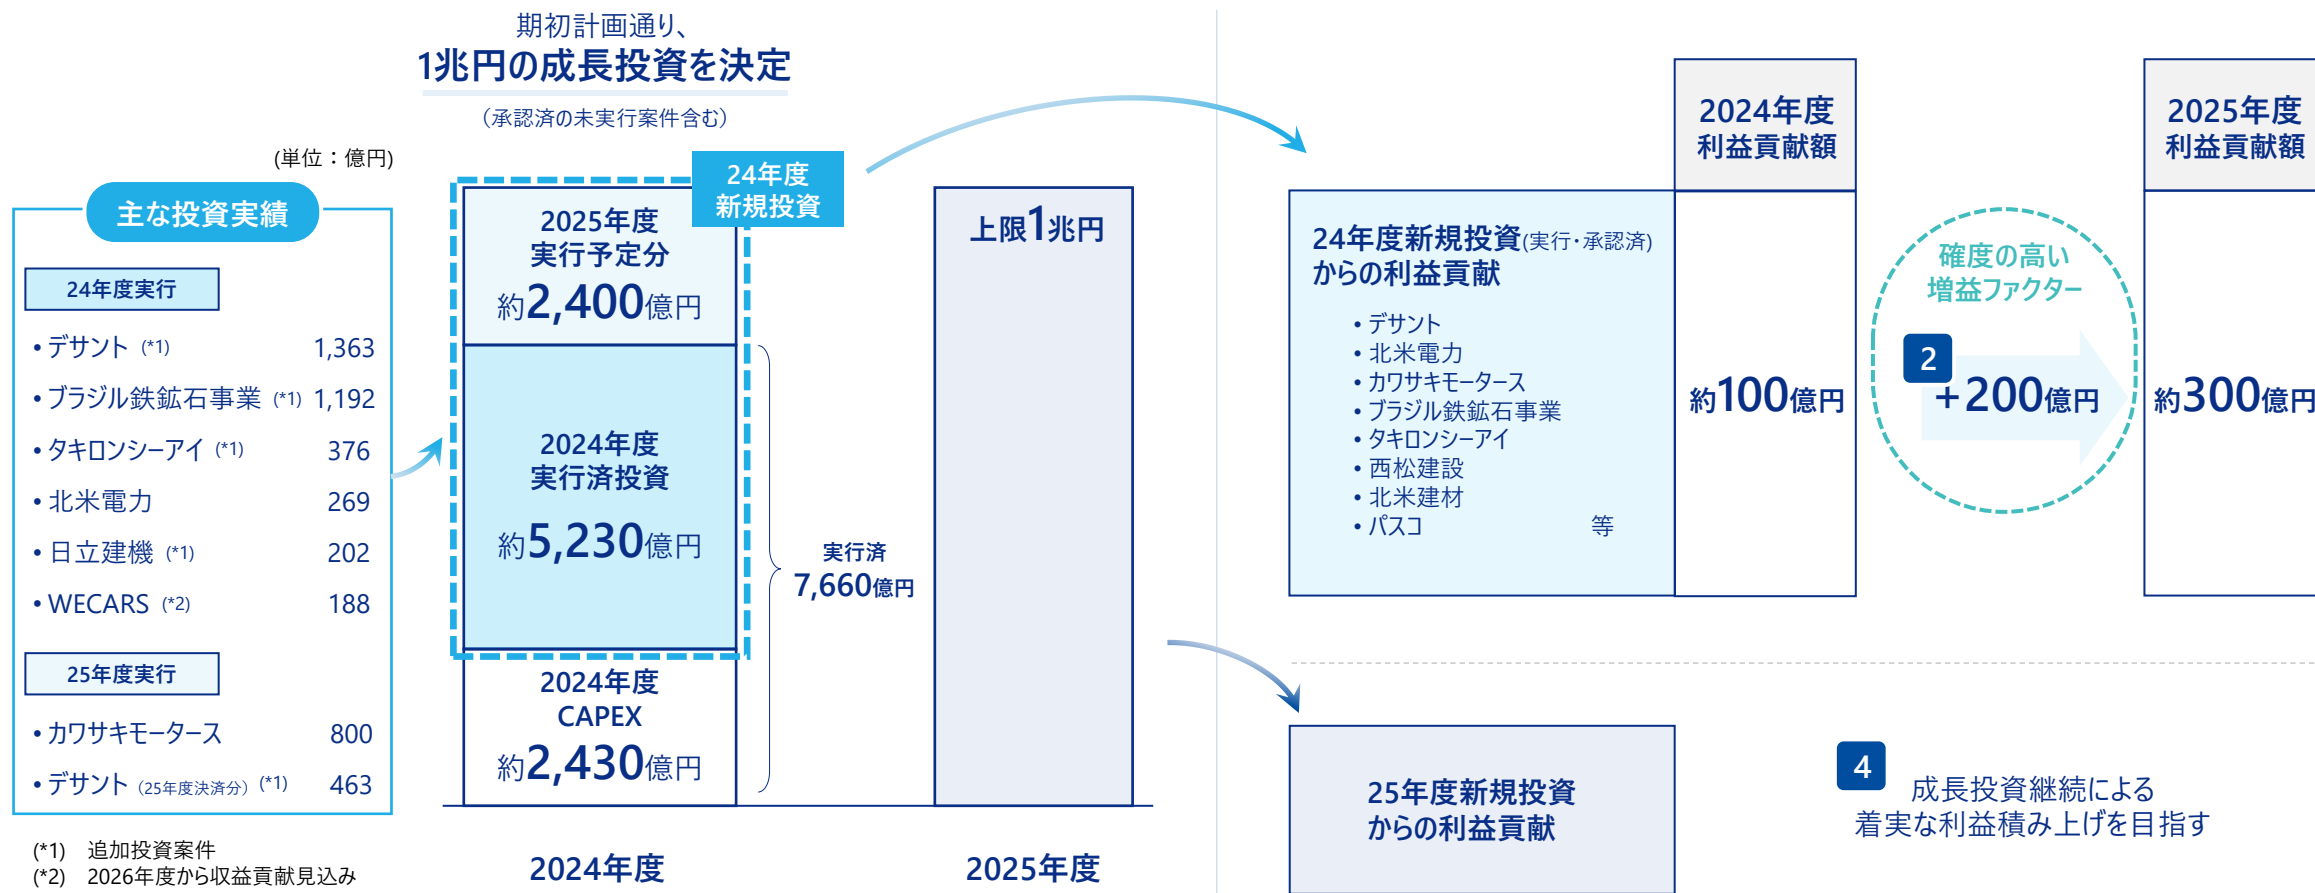 期初計画通り、
1兆円の成長投資を決定
（承認済の未実行案件含む）
(単位：億円)
主な投資実績
24年度実行
• デサント (*1) 1,363
• ブラジル鉄鉱石事業 (*1) 1,192
• タキロンシーアイ (*1) 376
• 北米電力 269
• 日立建機 (*1) 202
• WECARS (*2) 188
25年度実行
• カワサキモータース 800
• デサント（25年度決済分）(*1) 463
(*1) 追加投資案件
(*2) 2026年度から収益貢献見込み
24年度
新規投資
2025年度
実行予定分
約2,400億円
2024年度
実行済投資
約5,230億円
2024年度
CAPEX
約2,430億円
実行済
7,660億円
2024年度
上限1兆円
2025年度
2024年度
利益貢献額
2025年度
利益貢献額
24年度新規投資(実行・承認済)
からの利益貢献
• デサント
• 北米電力
• カワサキモータース
• ブラジル鉄鉱石事業
• タキロンシーアイ
• 西松建設
• 北米建材
• パスコ 等
約100億円
確度の高い
増益ファクター
2
+200億円
約300億円
25年度新規投資
からの利益貢献
4
成長投資継続による
着実な利益積み上げを目指す